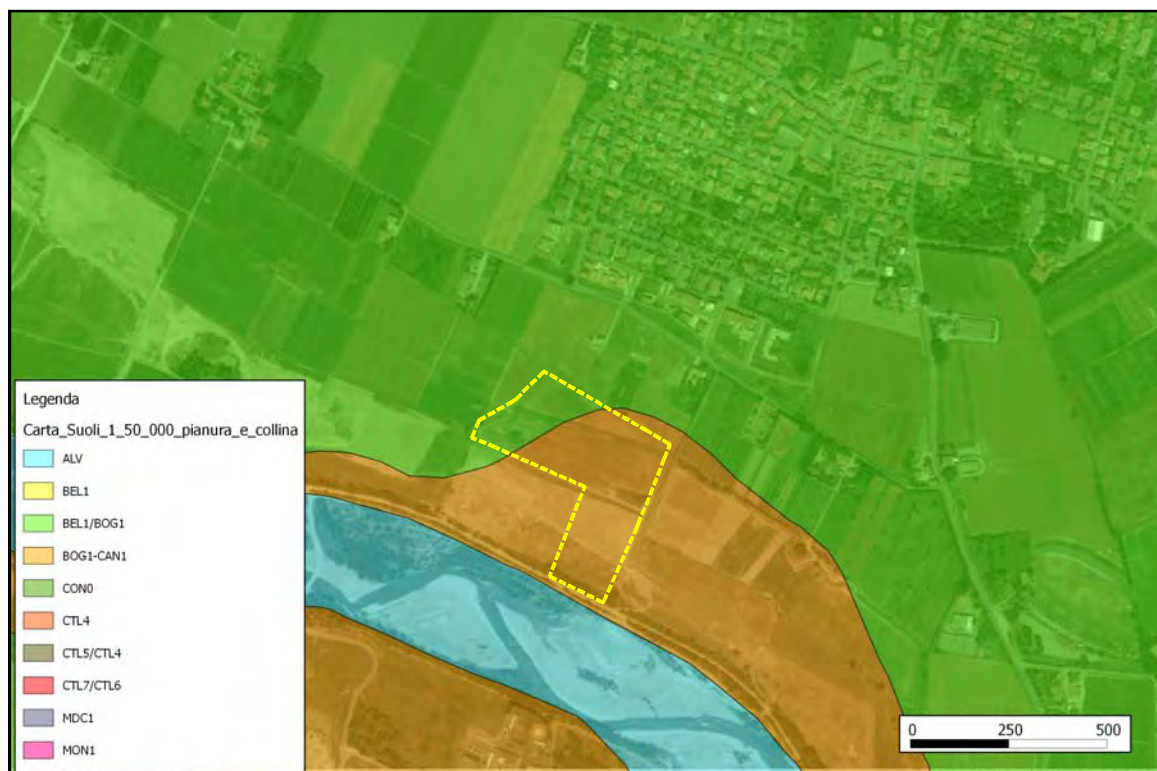 Legenda
Carta_Suoli_1_50_000_pianura_e_collina
ALV
BEL1
BEL1/BOG1
BOG1-CAN1
CON0
CTL4
CTL5/CTL4
CTL7/CTL6
MDC1
MON1
0 250 500